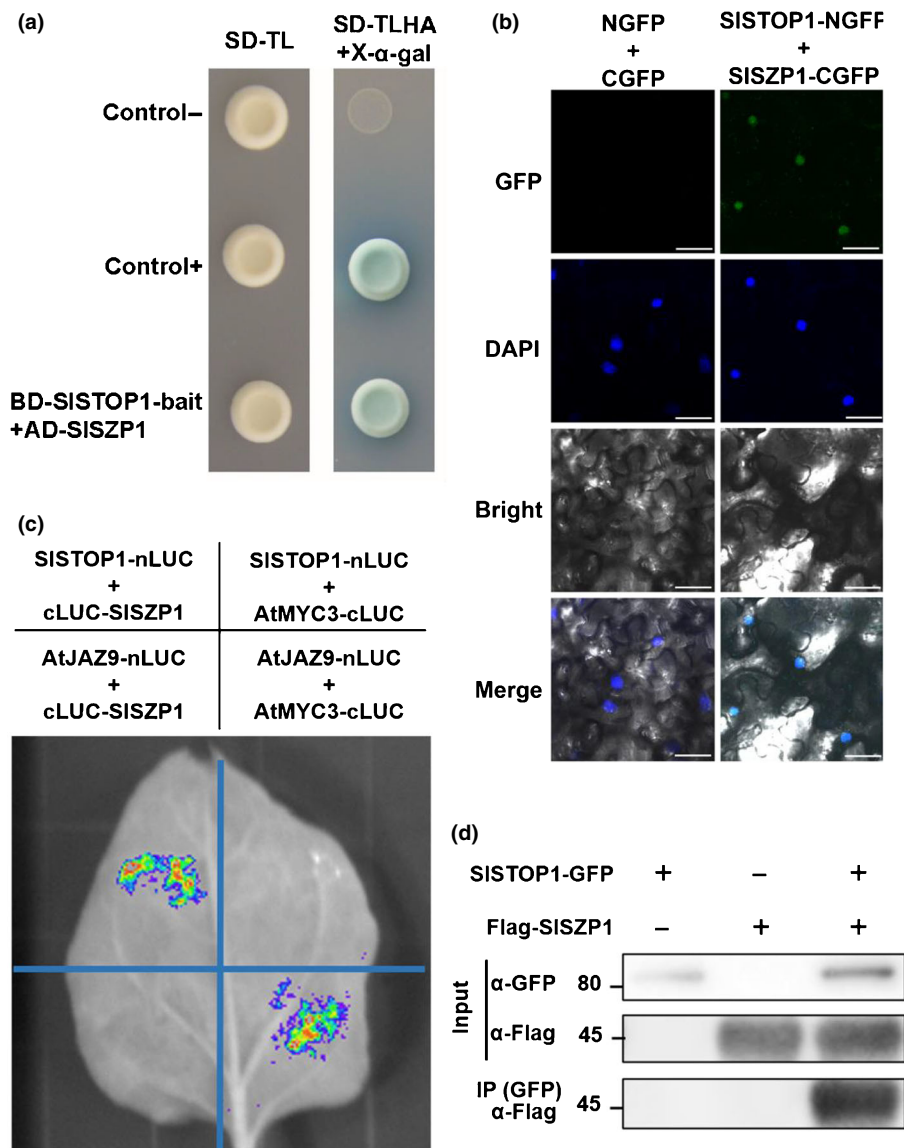 (a)
SD-TL
SD-TLHA
+X-α-gal
Control–
Control+
BD-SlSTOP1-bait
+AD-SlSZP1
(b)
NGFP
+
CGFP
SlSTOP1-NGFP
+
SlSZP1-CGFP
GFP
DAPI
Bright
Merge
(c)
SlSTOP1-nLUC
+
cLUC-SlSZP1
SlSTOP1-nLUC
+
AtMYC3-cLUC
AtJAZ9-nLUC
+
cLUC-SlSZP1
AtJAZ9-nLUC
+
AtMYC3-cLUC
(d)
SlSTOP1-GFP + – +
Flag-SlSZP1 – + +
Input
α-GFP 80
α-Flag 45
IP (GFP)
α-Flag 45